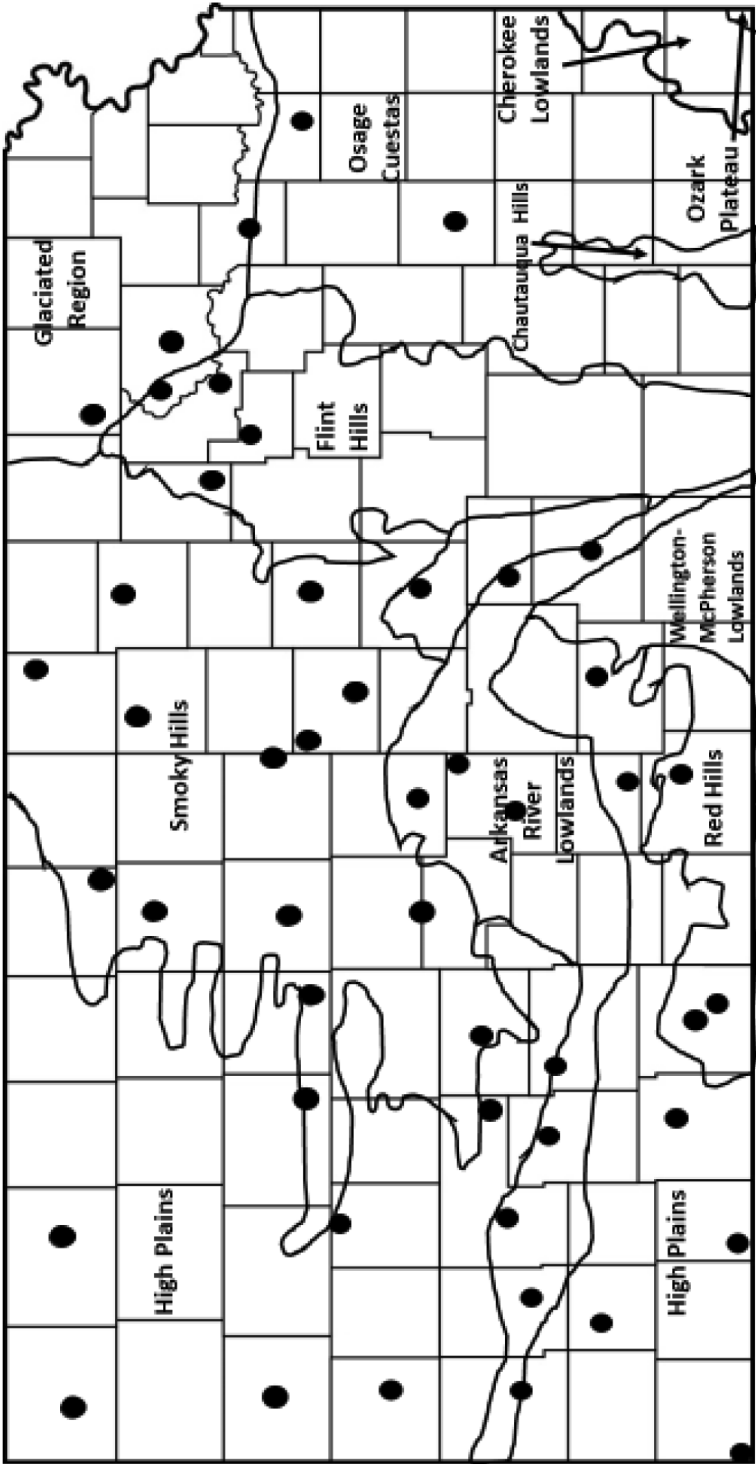 High Plains
High Plains
Smoky Hills
Arkansas
River
Lowlands
Red Hills
Wellington-
McPherson
Lowlands
Flint
Hills
Glaciated
Region
Chautauqua Hills
Osage
Cuestas
Cherokee
Lowlands
Ozark
Plateau